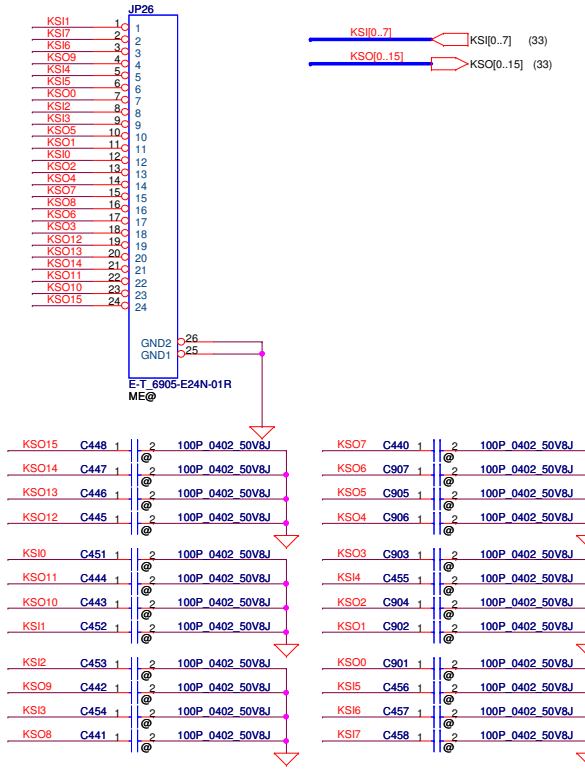 JP26
KSI1 1 1
KSI7 2 2
KSI6 3 3
KSO9 4 4
KSI4 5 5
KSI5 6 6
KSO0 7 7
KSI2 8 8
KSI3 9 9
KSO5 10 10
KSO1 11 11
KSI0 12 12
KSO2 13 13
KSO4 14 14
KSO7 15 15
KSO8 16 16
KSO6 17 17
KSO3 18 18
KSO12 19 19
KSO13 20 20
KSO14 21 21
KSO11 22 22
KSO10 23 23
KSO15 24 24
GND2 26
GND1 25
E-T_6905-E24N-01R
ME@
KSI[0..7] KSI[0..7] (33)
KSO[0..15] KSO[0..15] (33)
KSO15 C448 1 2 100P_0402_50V8J
@
KSO14 C447 1 2 100P_0402_50V8J
@
KSO13 C446 1 2 100P_0402_50V8J
@
KSO12 C445 1 2 100P_0402_50V8J
@
KSI0 C451 1 2 100P_0402_50V8J
@
KSO11 C444 1 2 100P_0402_50V8J
@
KSO10 C443 1 2 100P_0402_50V8J
@
KSI1 C452 1 2 100P_0402_50V8J
@
KSI2 C453 1 2 100P_0402_50V8J
@
KSO9 C442 1 2 100P_0402_50V8J
@
KSI3 C454 1 2 100P_0402_50V8J
@
KSO8 C441 1 2 100P_0402_50V8J
@
KSO7 C440 1 2 100P_0402_50V8J
@
KSO6 C907 1 2 100P_0402_50V8J
@
KSO5 C905 1 2 100P_0402_50V8J
@
KSO4 C906 1 2 100P_0402_50V8J
@
KSO3 C903 1 2 100P_0402_50V8J
@
KSI4 C455 1 2 100P_0402_50V8J
@
KSO2 C904 1 2 100P_0402_50V8J
@
KSO1 C902 1 2 100P_0402_50V8J
@
KSO0 C901 1 2 100P_0402_50V8J
@
KSI5 C456 1 2 100P_0402_50V8J
@
KSI6 C457 1 2 100P_0402_50V8J
@
KSI7 C458 1 2 100P_0402_50V8J
@